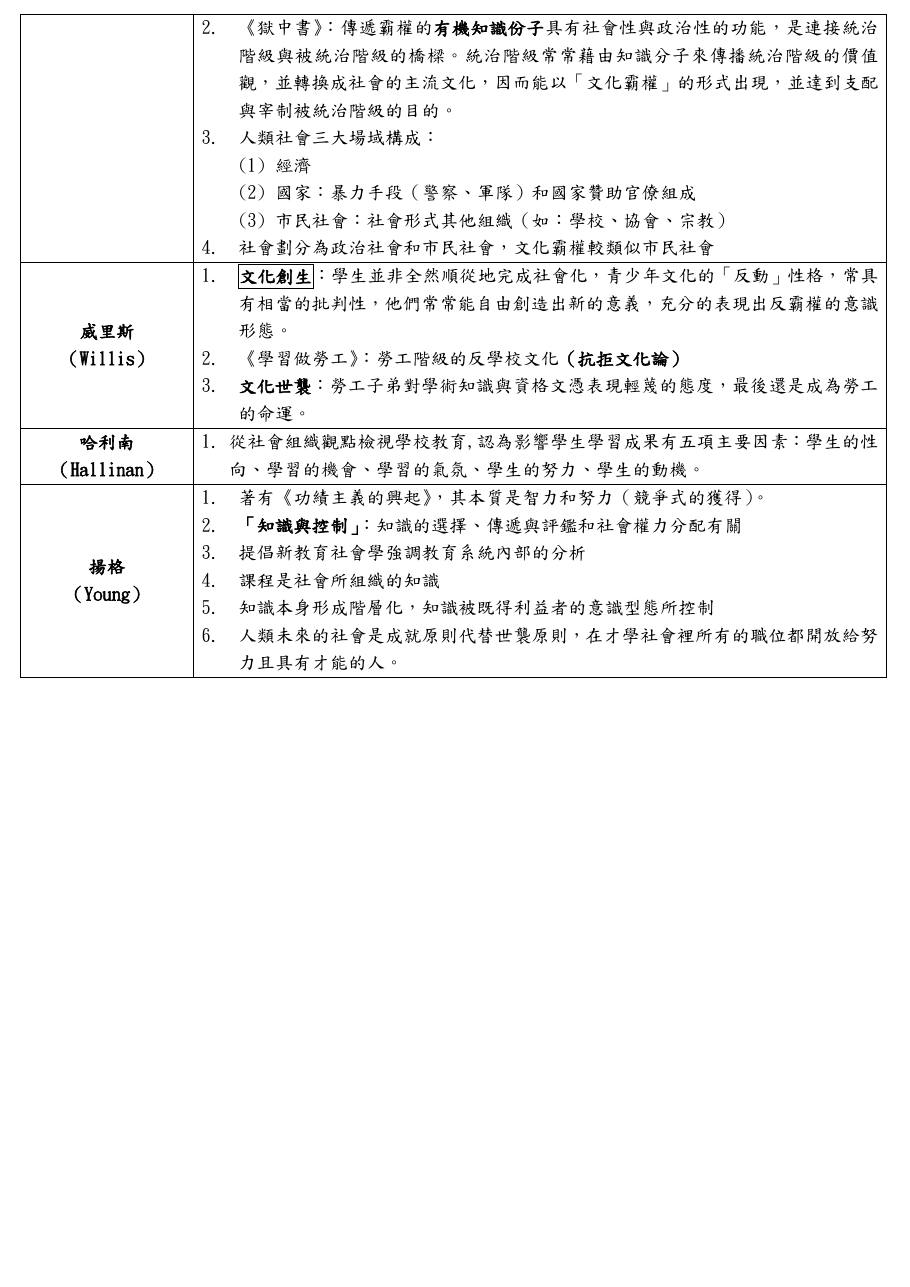 2. 《獄中書》：傳遞霸權的有機知識份子具有社會性與政治性的功能，是連接統治
階級與被統治階級的橋樑。統治階級常常藉由知識分子來傳播統治階級的價值
觀，並轉換成社會的主流文化，因而能以「文化霸權」的形式出現，並達到支配
與宰制被統治階級的目的。
3. 人類社會三大場域構成：
(1) 經濟
(2) 國家：暴力手段（警察、軍隊）和國家贊助官僚組成
(3) 市民社會：社會形式其他組織（如：學校、協會、宗教）
4. 社會劃分為政治社會和市民社會，文化霸權較類似市民社會
威里斯
（Willis）
1. 文化創生：學生並非全然順從地完成社會化，青少年文化的「反動」性格，常具
有相當的批判性，他們常常能自由創造出新的意義，充分的表現出反霸權的意識
形態。
2. 《學習做勞工》：勞工階級的反學校文化（抗拒文化論）
3. 文化世襲：勞工子弟對學術知識與資格文憑表現輕蔑的態度，最後還是成為勞工
的命運。
哈利南
（Hallinan）
1. 從社會組織觀點檢視學校教育,認為影響學生學習成果有五項主要因素：學生的性
向、學習的機會、學習的氣氛、學生的努力、學生的動機。
揚格
（Young）
1. 著有《功績主義的興起》，其本質是智力和努力（競爭式的獲得）。
2. 「知識與控制」：知識的選擇、傳遞與評鑑和社會權力分配有關
3. 提倡新教育社會學強調教育系統內部的分析
4. 課程是社會所組織的知識
5. 知識本身形成階層化，知識被既得利益者的意識型態所控制
6. 人類未來的社會是成就原則代替世襲原則，在才學社會裡所有的職位都開放給努
力且具有才能的人。